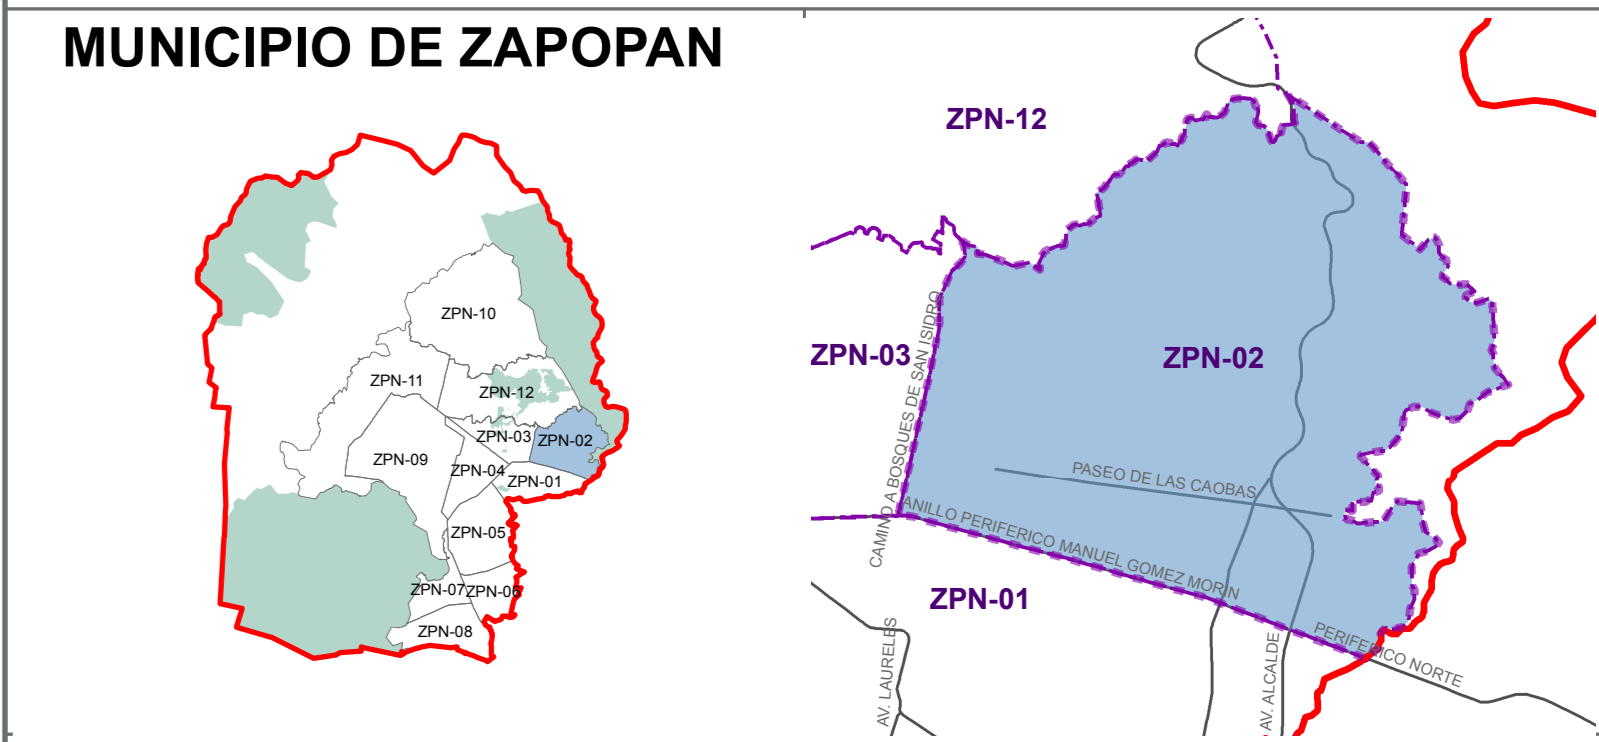 MUNICIPIO DE ZAPOPAN
ZPN-10
ZPN-11
ZPN-12
ZPN-03
ZPN-02
ZPN-09
ZPN-04
ZPN-01
ZPN-05
ZPN-07
ZPN-06
ZPN-08
ZPN-12
ZPN-03
ZPN-02
CAMINO A BOSQUES DE SAN ISIDRO
PASEO DE LAS CAOBAS
ANILLO PERIFERICO MANUEL GOMEZ MORIN
ZPN-01
PERIFERICO NORTE
AV. LAURELES
AV. ALCALDE